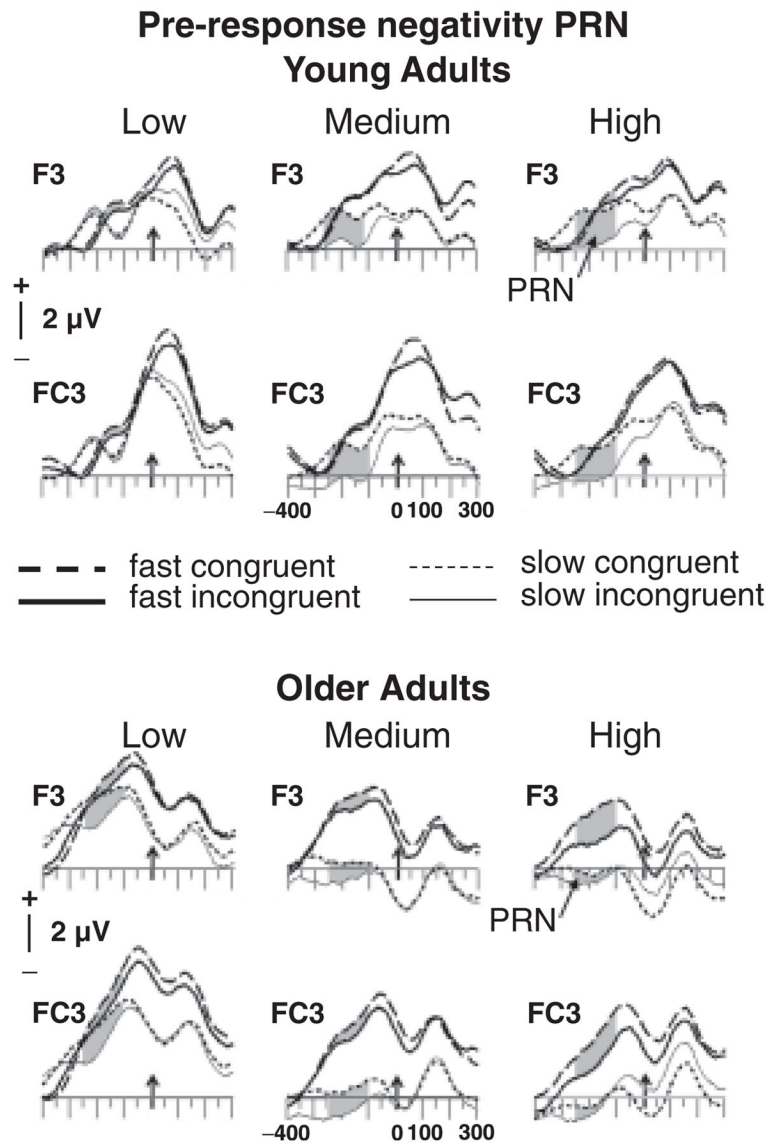 Pre-response negativity PRN
Young Adults
Low Medium High
F3 F3 F3
PRN
+
2 µV
–
FC3 FC3 FC3
–400 0 100 300
fast congruent slow congruent
fast incongruent slow incongruent
Older Adults
Low Medium High
F3 F3 F3
PRN
+
2 µV
–
FC3 FC3 FC3
–400 0 100 300